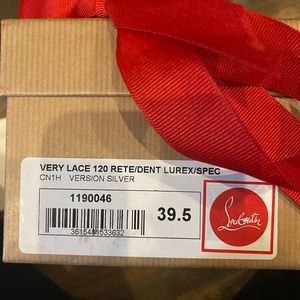 VERY LACE 120 RETE/DENT LUREX/SPEC
CN1H VERSION SILVER
1190046
39.5
Louboutin